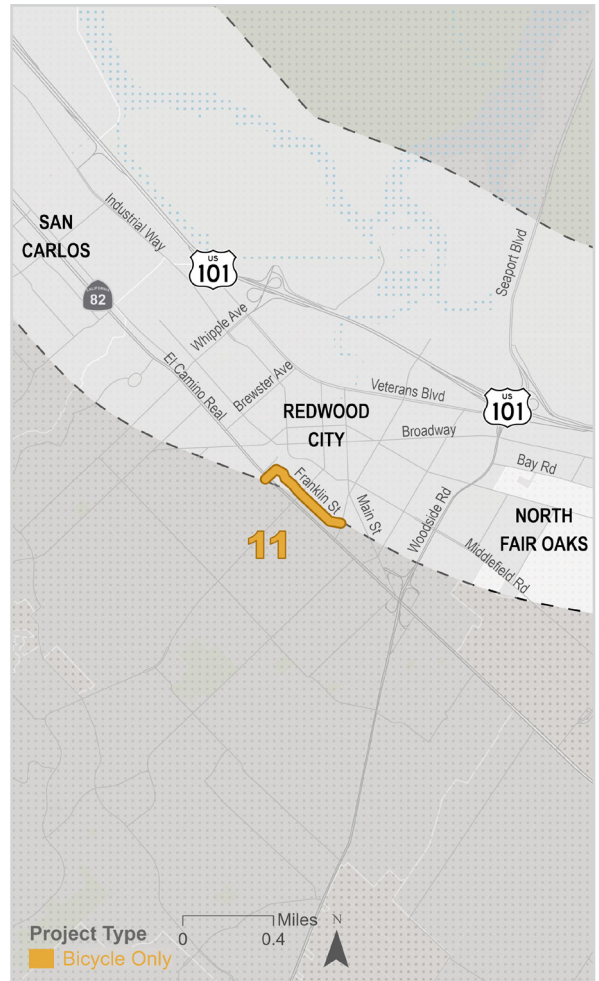 Seaport Blvd
Industrial Way
SAN
CARLOS
US
101
CALIFORNIA
82
Whipple Ave
El Camino Real
Brewster Ave
Veterans Blvd
US
101
REDWOOD
CITY
Broadway
Bay Rd
Franklin St
Main St
Woodside Rd
NORTH
FAIR OAKS
11
Middlefield Rd
Miles
0
0.4
N
Project Type
Bicycle Only